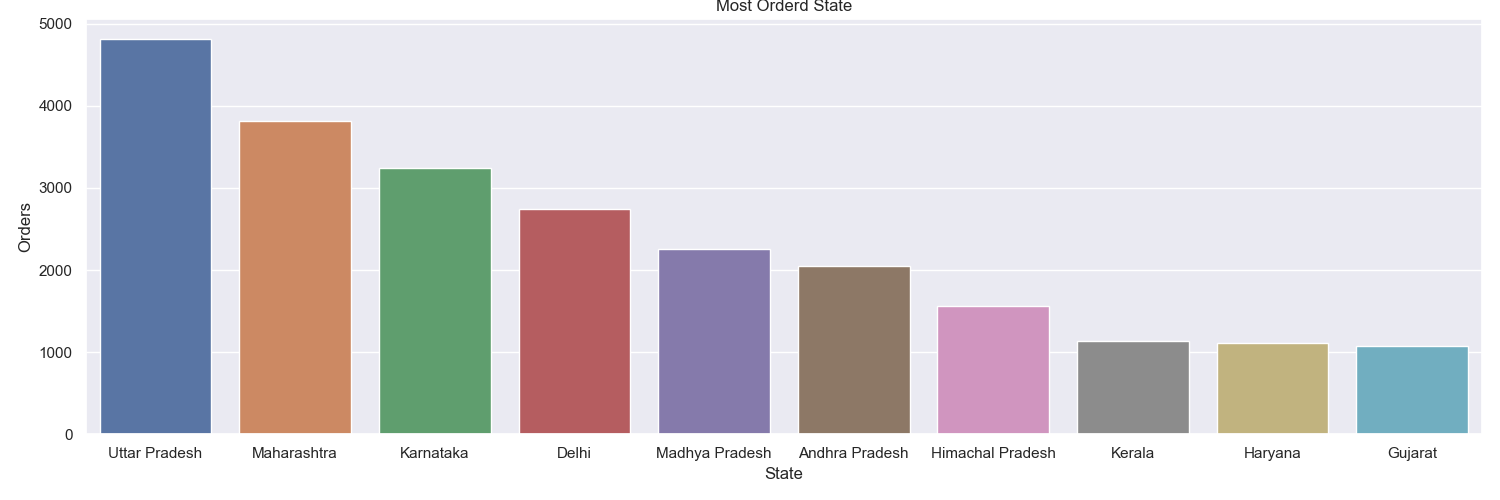 Most Orderd State
5000
4000
3000
2000
1000
0
Orders
Uttar Pradesh Maharashtra Karnataka Delhi Madhya Pradesh Andhra Pradesh Himachal Pradesh Kerala Haryana Gujarat
State